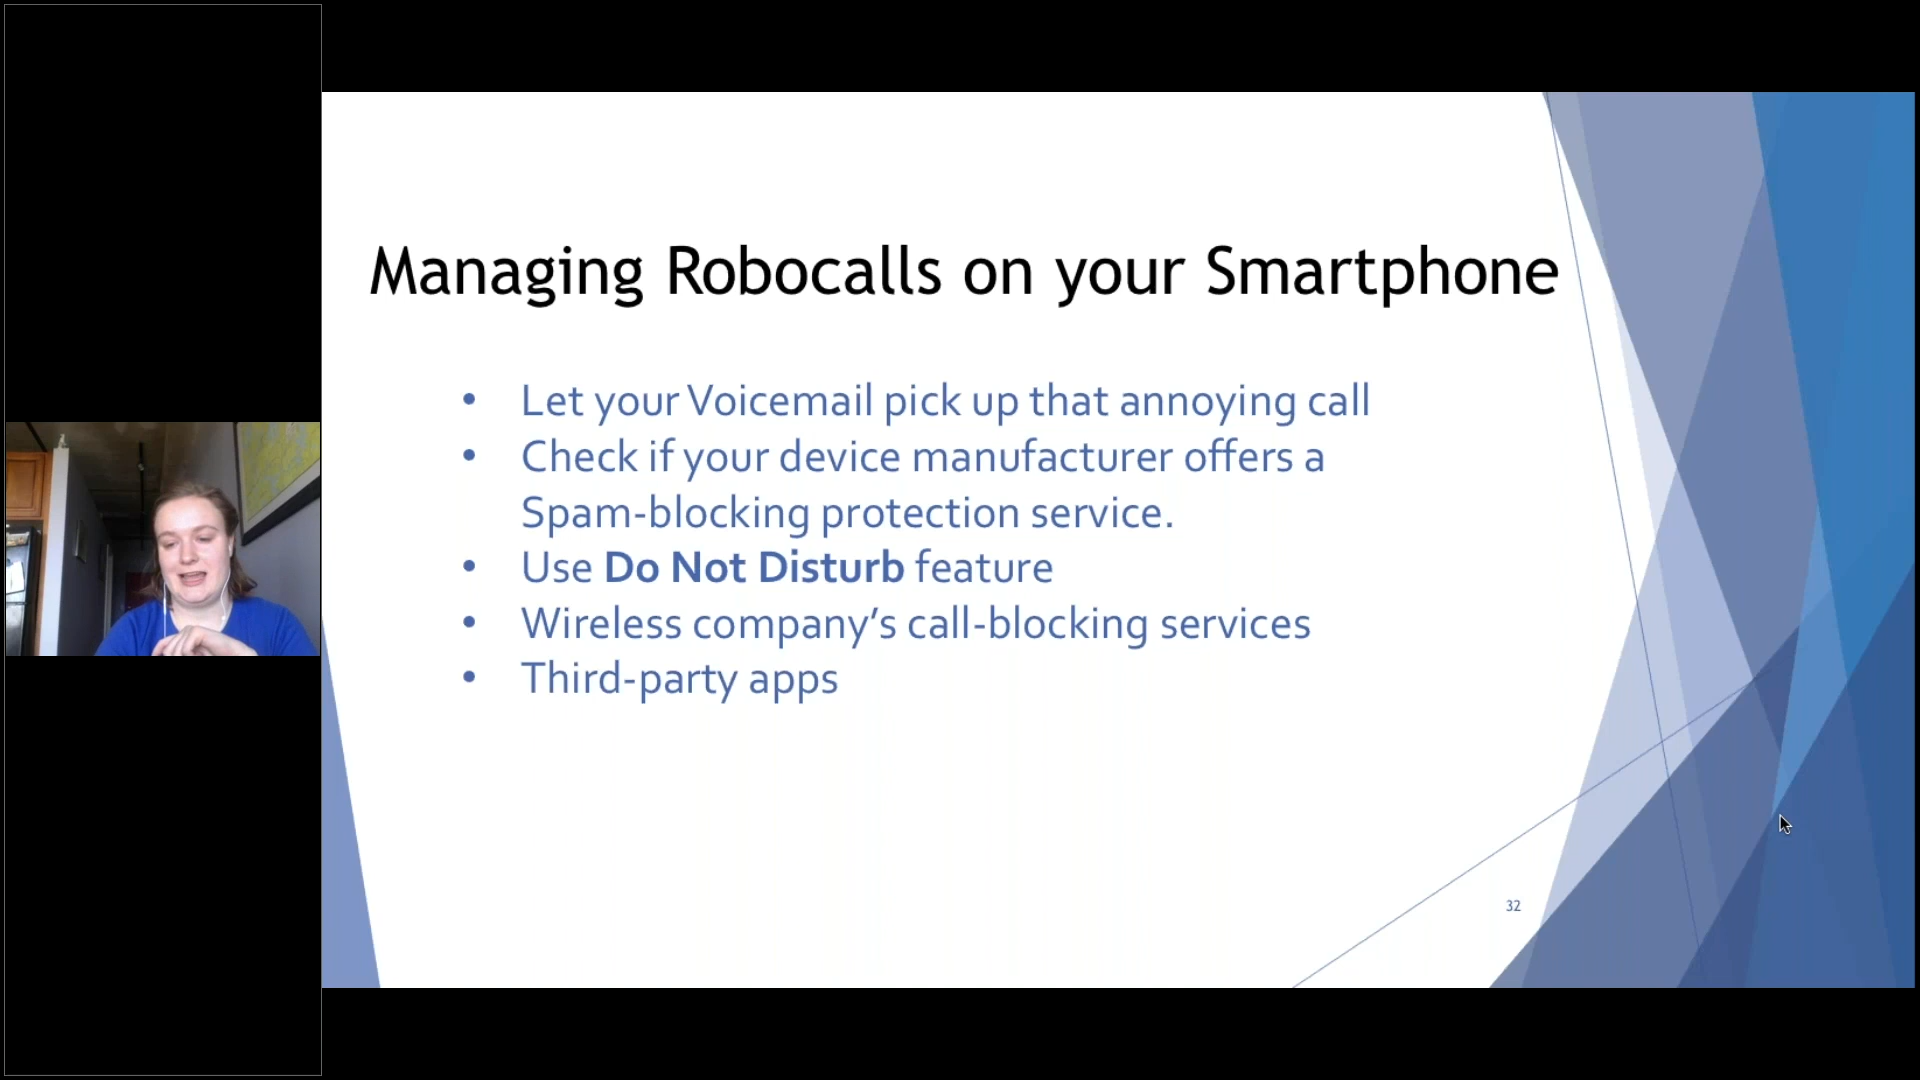 Managing Robocalls on your Smartphone
• Let your Voicemail pick up that annoying call
• Check if your device manufacturer offers a
Spam-blocking protection service.
• Use Do Not Disturb feature
• Wireless company’s call-blocking services
• Third-party apps
32